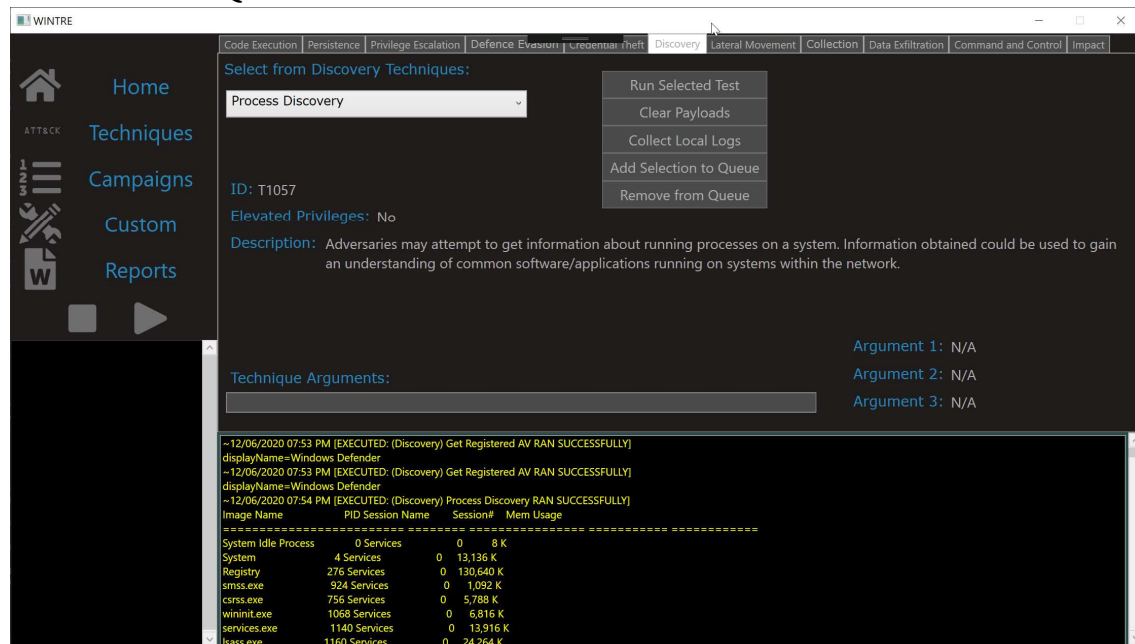 WINTRE
Code Execution Persistence Privilege Escalation Defence Evasion Credential Theft Discovery Lateral Movement Collection Data Exfiltration Command and Control Impact
Home
ATT&CK Techniques
1 2 3 Campaigns
Custom
W Reports
Select from Discovery Techniques:
Process Discovery
Run Selected Test
Clear Payloads
Collect Local Logs
Add Selection to Queue
Remove from Queue
ID: T1057
Elevated Privileges: No
Description: Adversaries may attempt to get information about running processes on a system. Information obtained could be used to gain
an understanding of common software/applications running on systems within the network.
Argument 1: N/A
Technique Arguments:
Argument 2: N/A
Argument 3: N/A
~12/06/2020 07:53 PM [EXECUTED: (Discovery) Get Registered AV RAN SUCCESSFULLY]
displayName=Windows Defender
~12/06/2020 07:53 PM [EXECUTED: (Discovery) Get Registered AV RAN SUCCESSFULLY]
displayName=Windows Defender
~12/06/2020 07:54 PM [EXECUTED: (Discovery) Process Discovery RAN SUCCESSFULLY]
Image Name PID Session Name Session# Mem Usage
========================= ======== ================ =========== ============
System Idle Process 0 Services 0 8 K
System 4 Services 0 13,136 K
Registry 276 Services 0 130,640 K
smss.exe 924 Services 0 1,092 K
csrss.exe 756 Services 0 5,788 K
wininit.exe 1068 Services 0 6,816 K
services.exe 1140 Services 0 13,916 K
lsass.exe 1160 Services 0 24,264 K